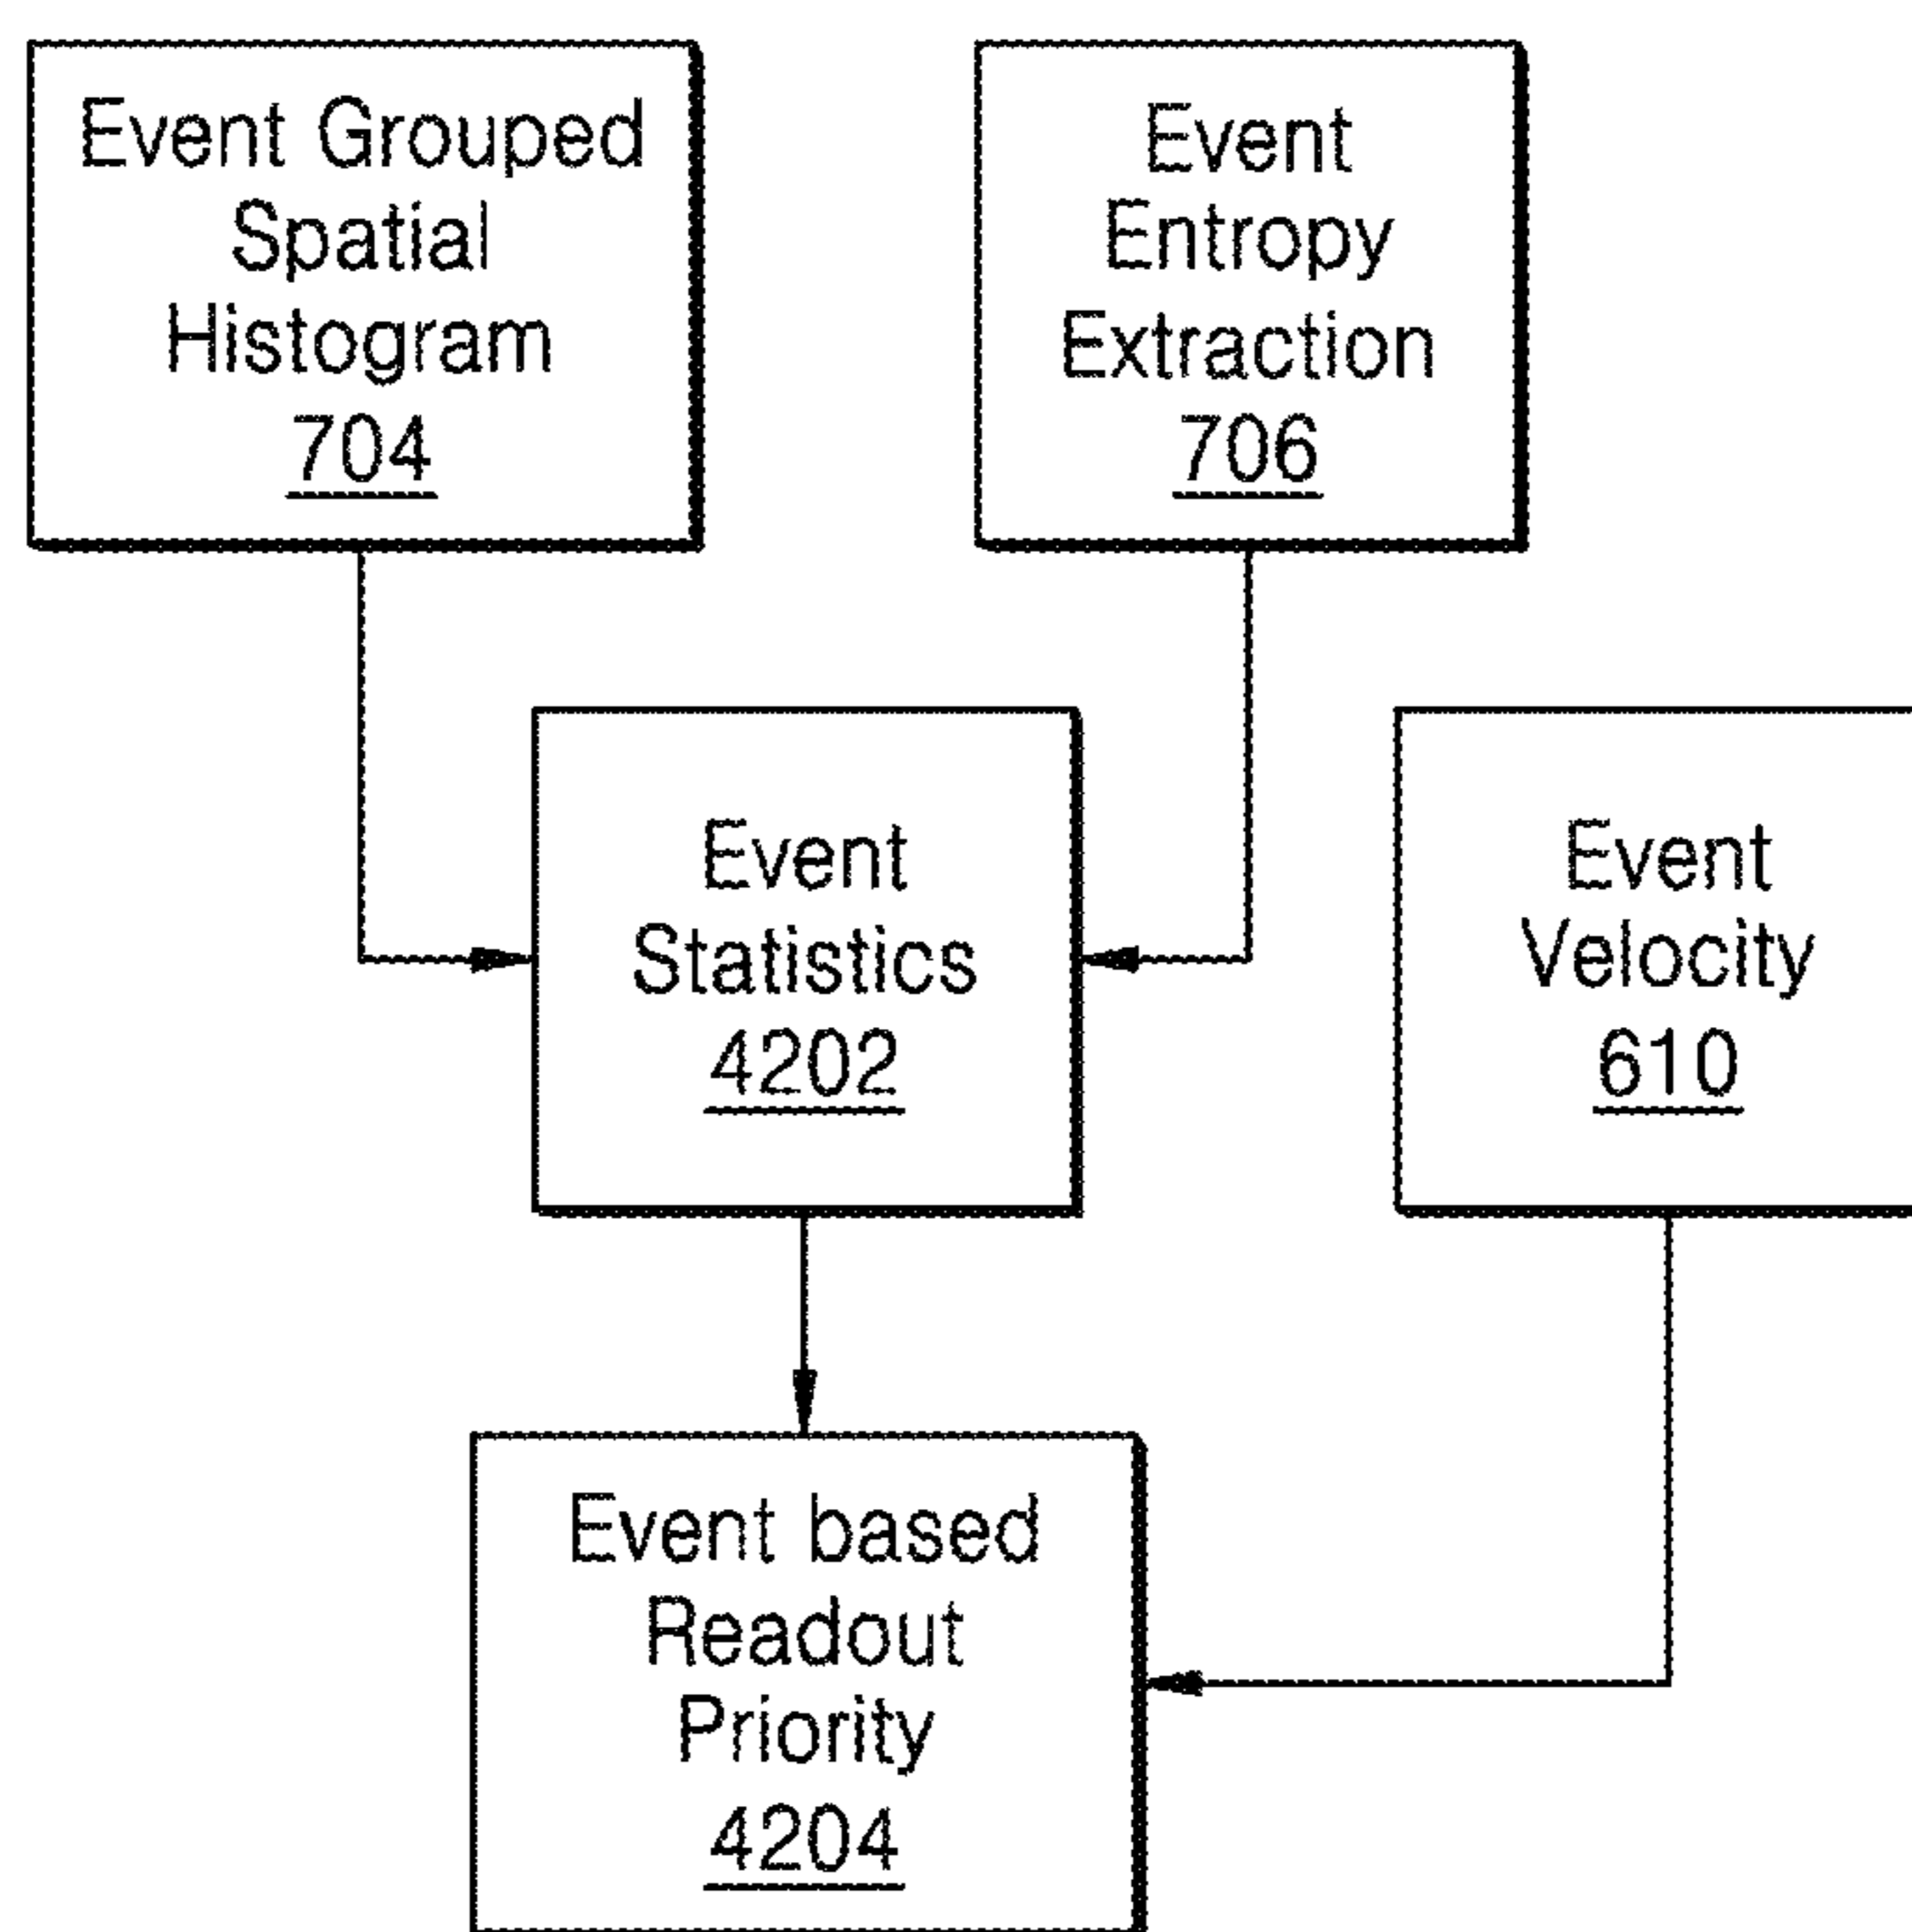 Event Grouped
Spatial
Histogram
704
Event
Entropy
Extraction
706
Event
Statistics
4202
Event
Velocity
610
Event based
Readout
Priority
4204